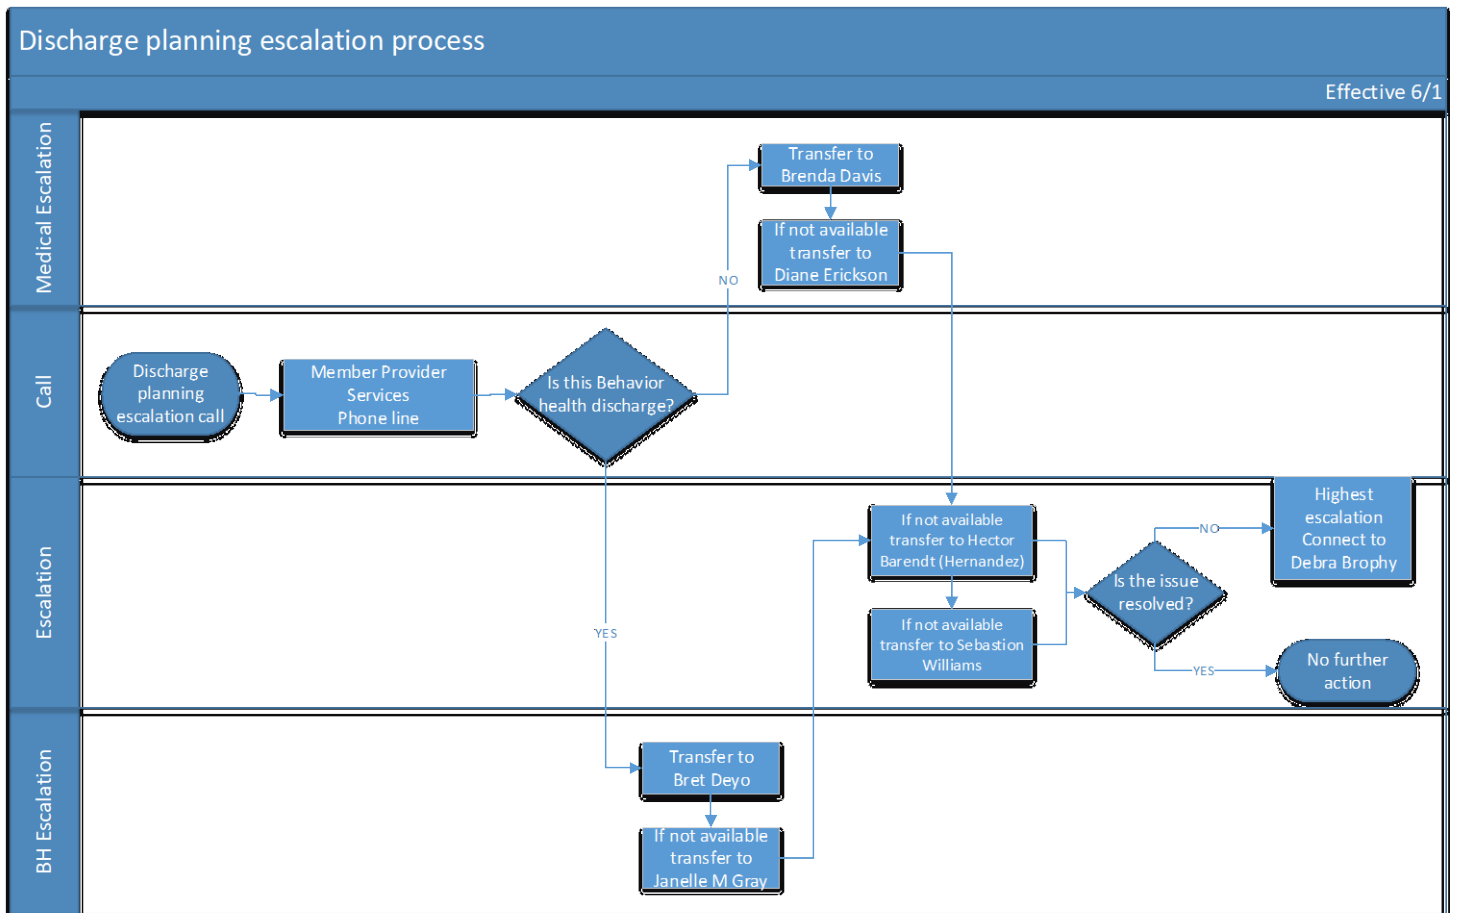 Discharge planning escalation process
Effective 6/1
Medical Escalation
Transfer to
Brenda Davis
If not available
transfer to
Diane Erickson
NO
Call
Discharge
planning
escalation call
Member Provider
Services
Phone line
Is this Behavior
health discharge?
Escalation
YES
If not available
transfer to Hector
Barendt (Hernandez)
If not available
transfer to Sebastion
Williams
Is the issue
resolved?
NO
Highest
escalation
Connect to
Debra Brophy
YES
No further
action
BH Escalation
Transfer to
Bret Deyo
If not available
transfer to
Janelle M Gray